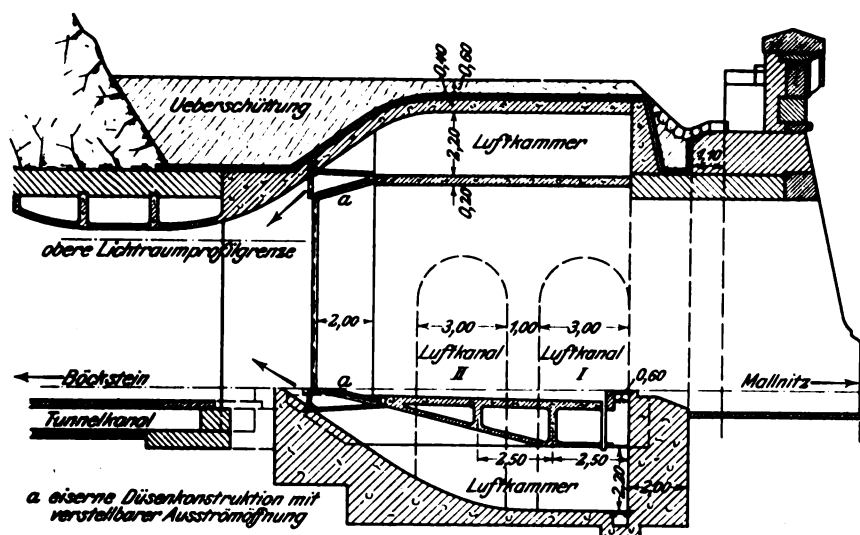 0,40
0,60
Ueberschüttung
2,20
Luftkammer
1,10
a
0,20
obere Lichtraumprofilgrenze
2,00
3,00
1,00
3,00
Luftkanal
II
Luftkanal
I
0,60
Böckstein
a
Mallnitz
Tunnelkanal
2,50
2,50
Luftkammer
2,20
2,00
a eiserne Düsenkonstruktion mit
verstellbarer Ausströmöffnung